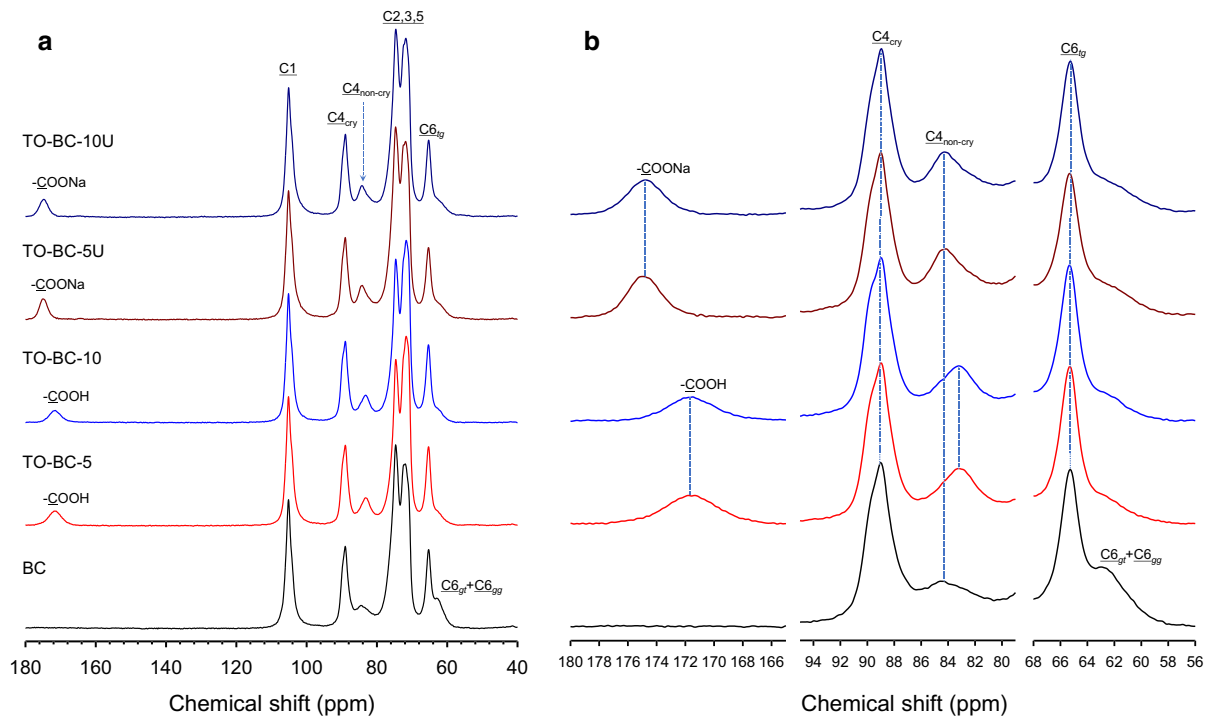 a
C2,3,5
C1
C4non-cry
C4cry
C6tg
TO-BC-10U
-COONa
TO-BC-5U
-COONa
TO-BC-10
-COOH
TO-BC-5
-COOH
BC
C6gt+C6gg
180 160 140 120 100 80 60 40
Chemical shift (ppm)
b
C4cry
C6tg
C4non-cry
-COONa
-COOH
C6gt+C6gg
180 178 176 174 172 170 168 166
94 92 90 88 86 84 82 80
68 66 64 62 60 58 56
Chemical shift (ppm)